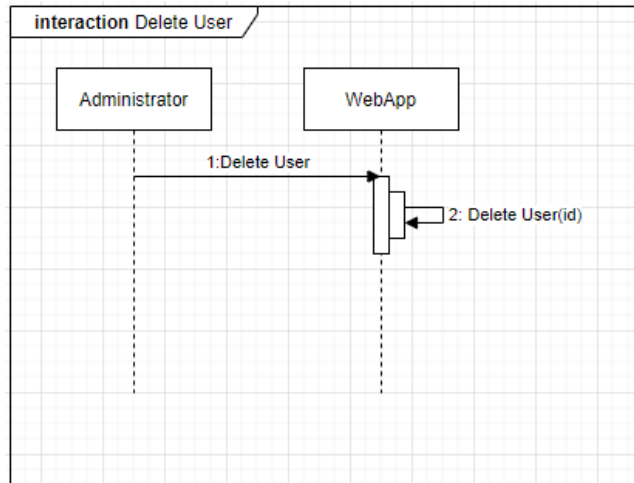 interaction Delete User
Administrator
WebApp
1:Delete User
2: Delete User(id)